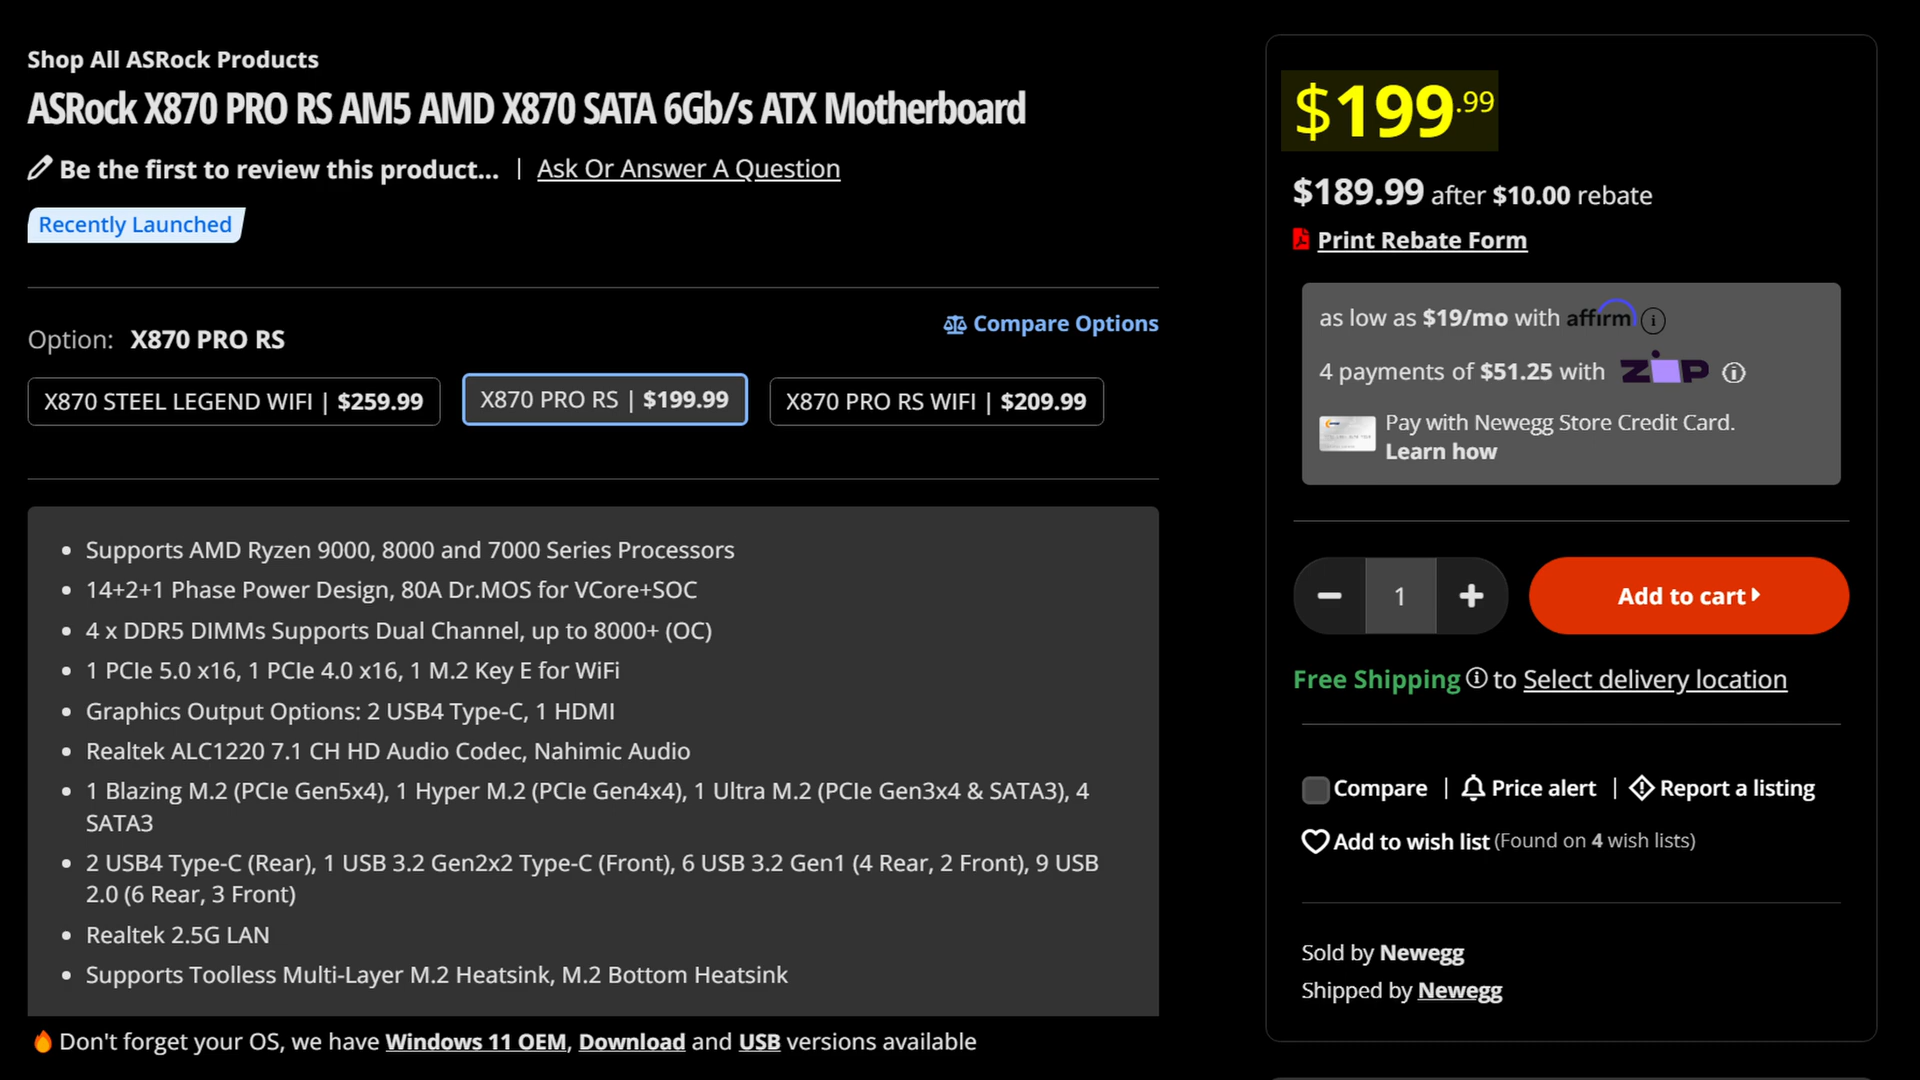 Shop All ASRock Products
ASRock X870 PRO RS AM5 AMD X870 SATA 6Gb/s ATX Motherboard
Be the first to review this product... | Ask Or Answer A Question
Recently Launched
Option: X870 PRO RS
Compare Options
X870 STEEL LEGEND WIFI | $259.99
X870 PRO RS | $199.99
X870 PRO RS WIFI | $209.99
• Supports AMD Ryzen 9000, 8000 and 7000 Series Processors
• 14+2+1 Phase Power Design, 80A Dr.MOS for VCore+SOC
• 4 x DDR5 DIMMs Supports Dual Channel, up to 8000+ (OC)
• 1 PCIe 5.0 x16, 1 PCIe 4.0 x16, 1 M.2 Key E for WiFi
• Graphics Output Options: 2 USB4 Type-C, 1 HDMI
• Realtek ALC1220 7.1 CH HD Audio Codec, Nahimic Audio
• 1 Blazing M.2 (PCIe Gen5x4), 1 Hyper M.2 (PCIe Gen4x4), 1 Ultra M.2 (PCIe Gen3x4 & SATA3), 4
SATA3
• 2 USB4 Type-C (Rear), 1 USB 3.2 Gen2x2 Type-C (Front), 6 USB 3.2 Gen1 (4 Rear, 2 Front), 9 USB
2.0 (6 Rear, 3 Front)
• Realtek 2.5G LAN
• Supports Toolless Multi-Layer M.2 Heatsink, M.2 Bottom Heatsink
Don't forget your OS, we have Windows 11 OEM, Download and USB versions available
$199.99
$189.99 after $10.00 rebate
Print Rebate Form
as low as $19/mo with affirm
4 payments of $51.25 with ZIP
Pay with Newegg Store Credit Card.
Learn how
1
Add to cart
Free Shipping to Select delivery location
Compare | Price alert | Report a listing
Add to wish list (Found on 4 wish lists)
Sold by Newegg
Shipped by Newegg